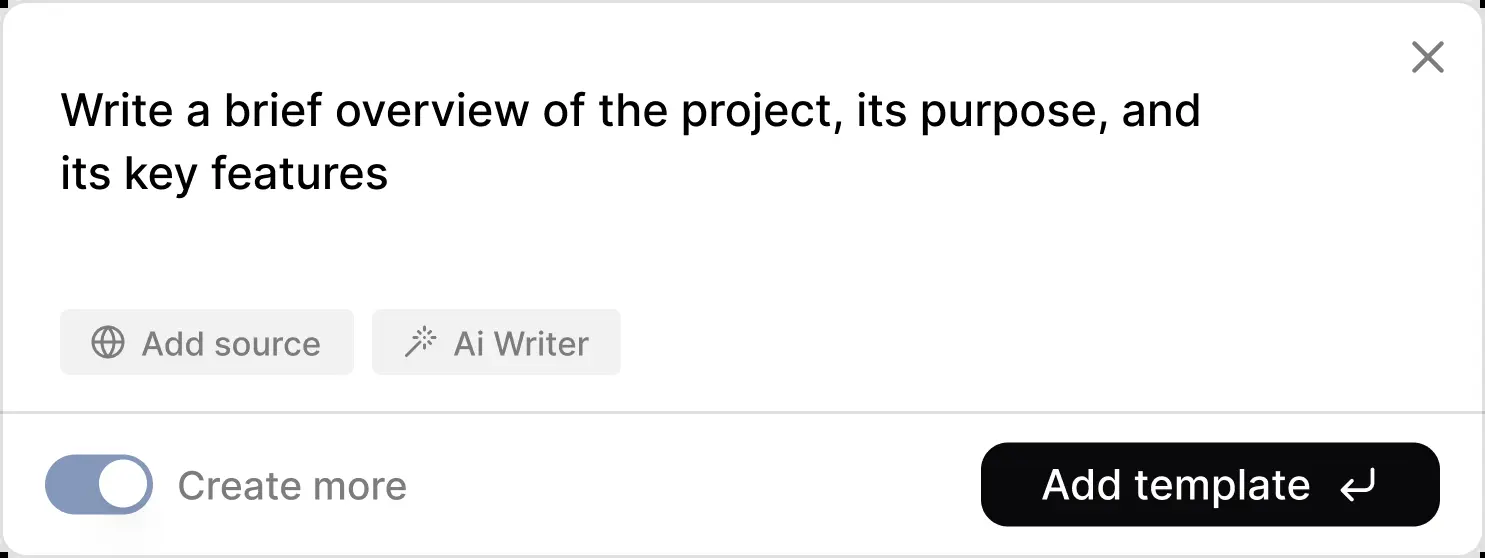 Write a brief overview of the project, its purpose, and
its key features
Add source
Ai Writer
Create more
Add template